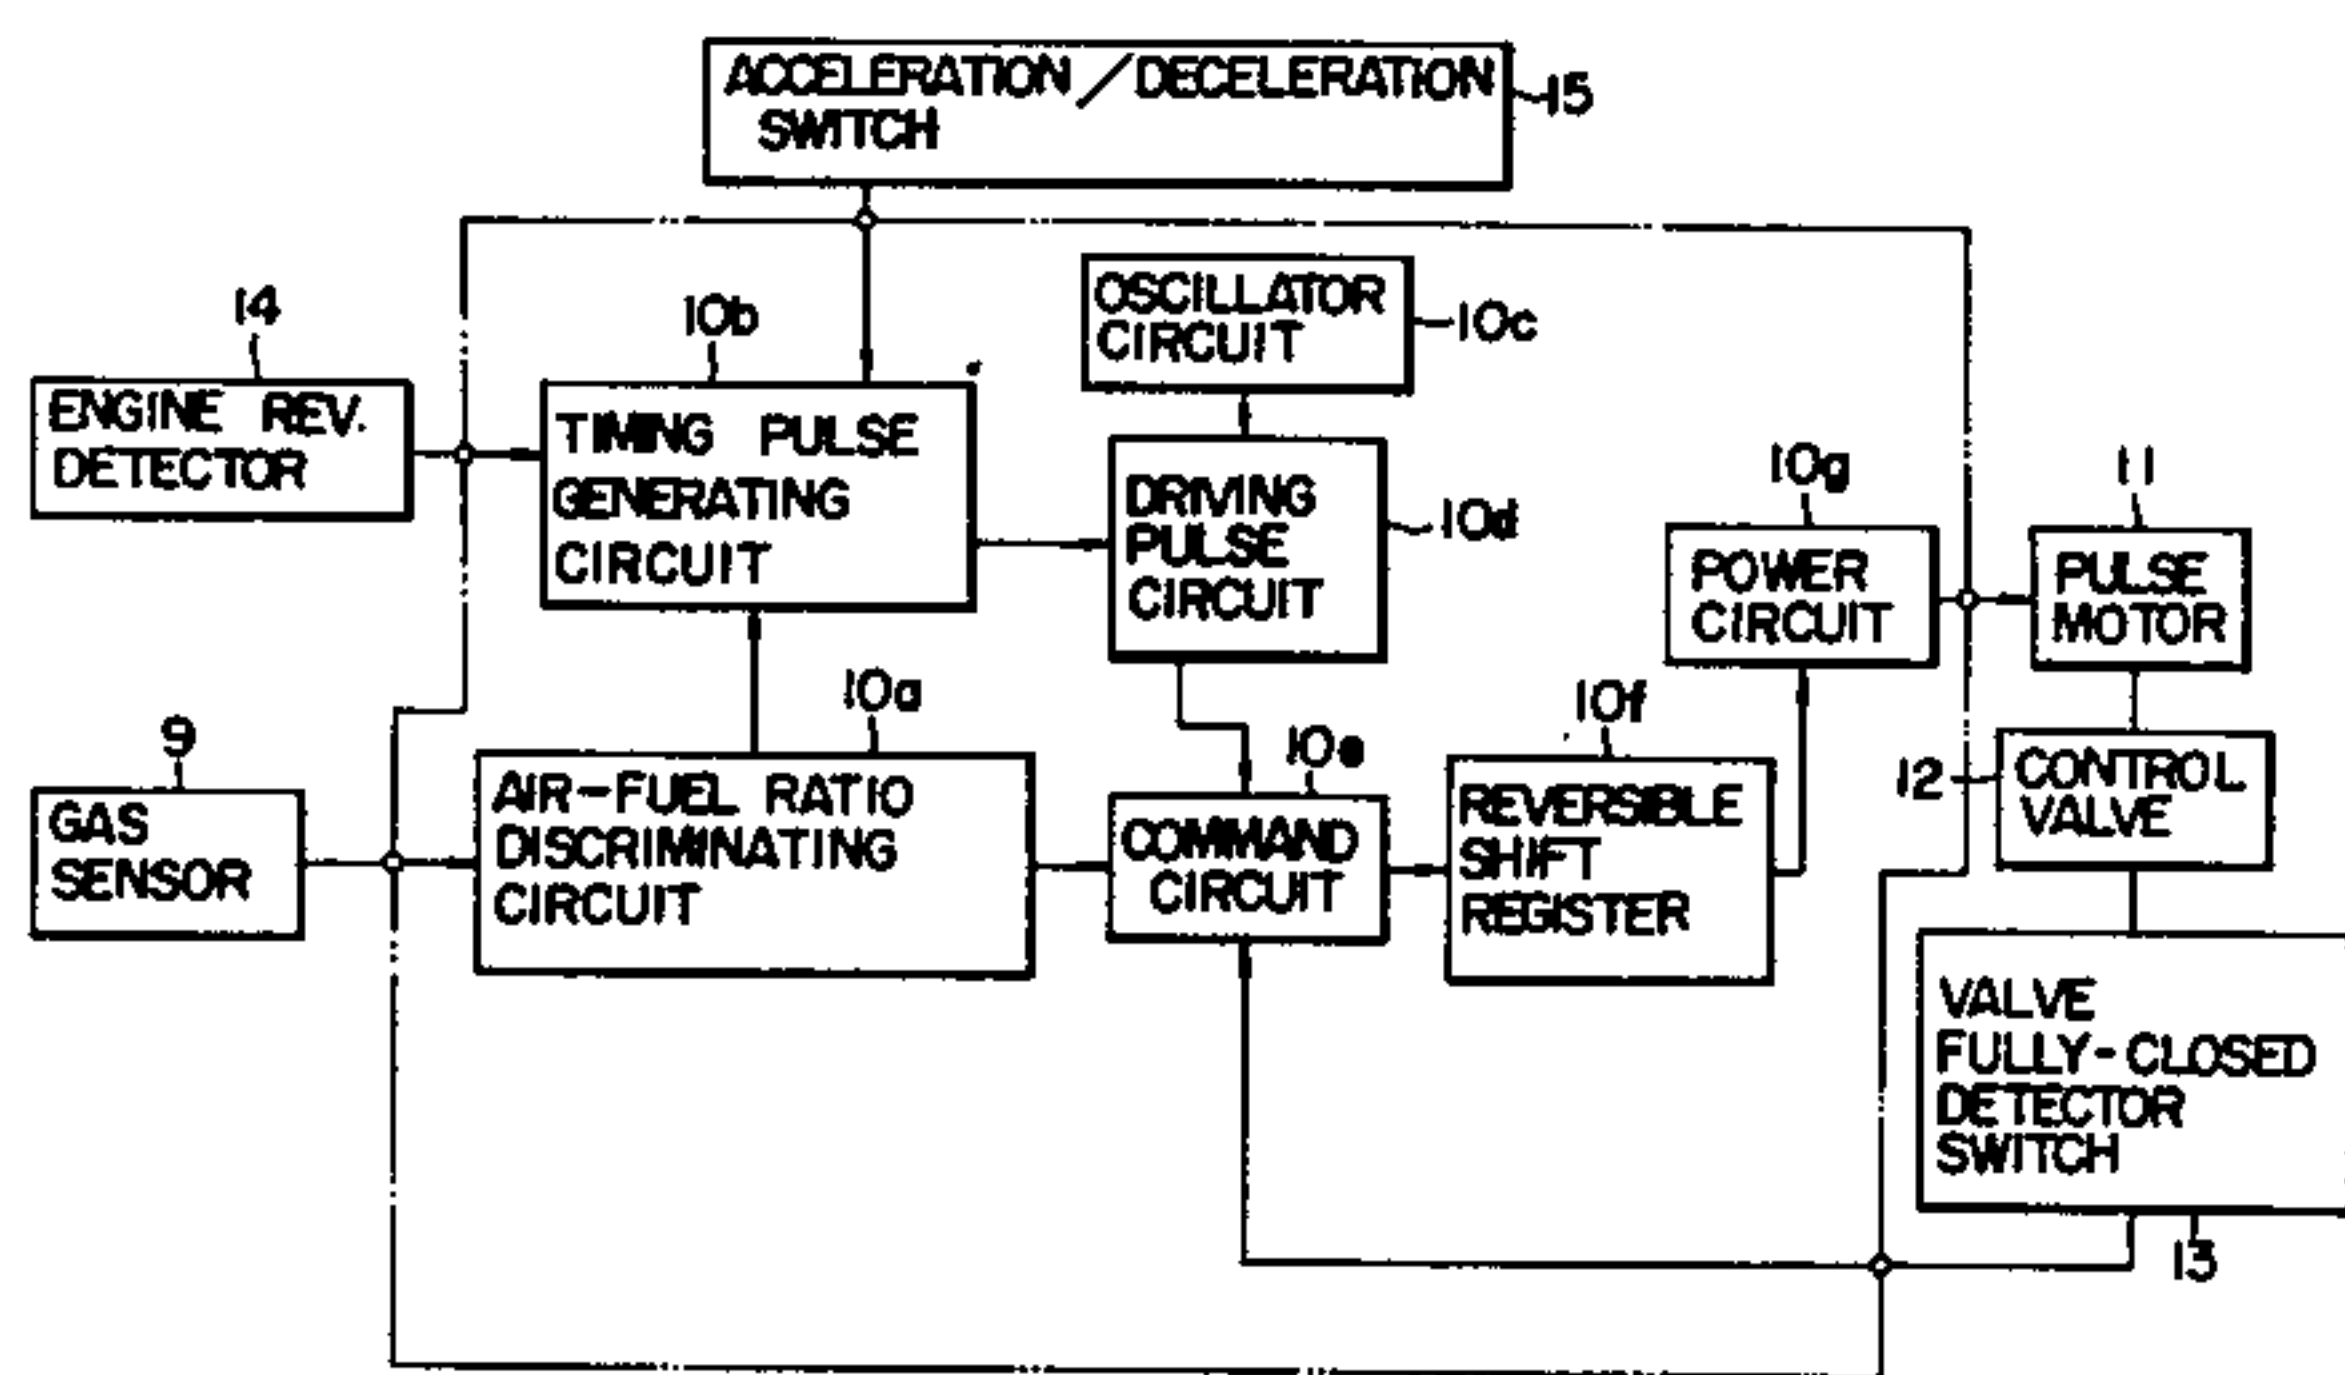 ACCELERATION/DECELERATION
SWITCH
15
14
ENGINE REV.
DETECTOR
10b
TIMING PULSE
GENERATING
CIRCUIT
OSCILLATOR
CIRCUIT
10c
DRIVING
PULSE
CIRCUIT
10d
10g
POWER
CIRCUIT
11
PULSE
MOTOR
9
GAS
SENSOR
10a
AIR-FUEL RATIO
DISCRIMINATING
CIRCUIT
10e
COMMAND
CIRCUIT
10f
REVERSIBLE
SHIFT
REGISTER
12
CONTROL
VALVE
VALVE
FULLY-CLOSED
DETECTOR
SWITCH
13